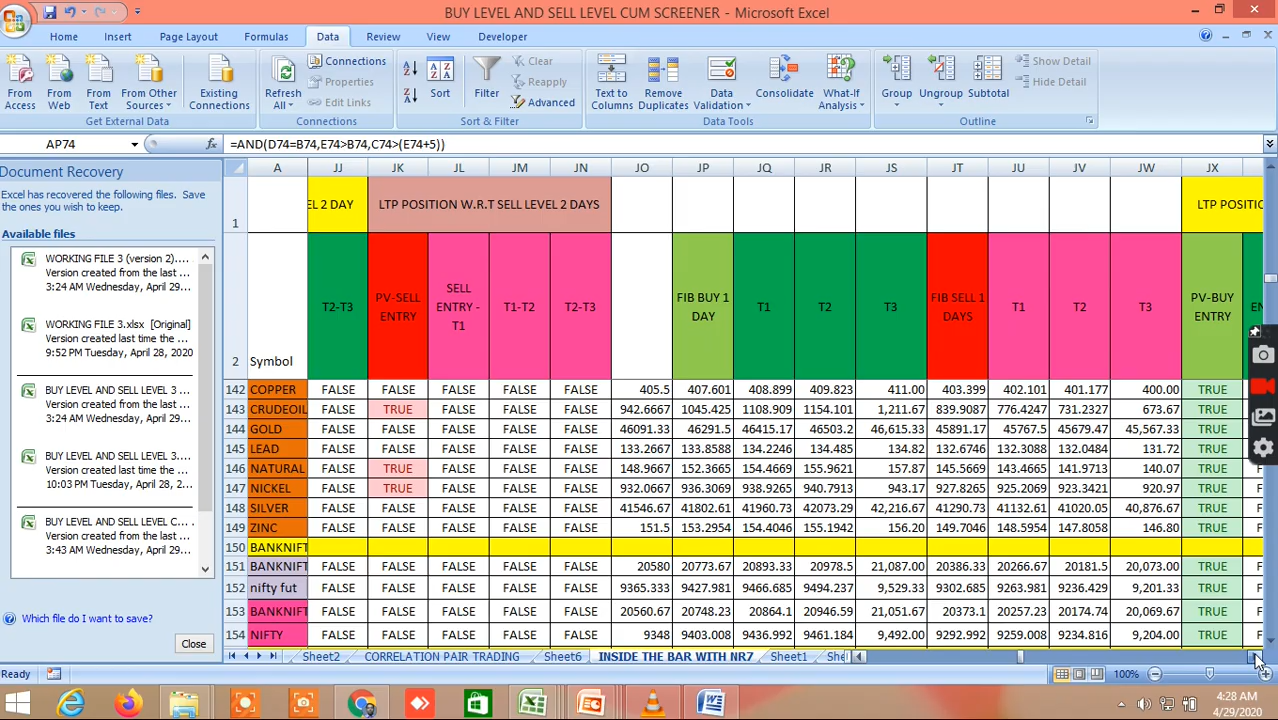 BUY LEVEL AND SELL LEVEL CUM SCREENER - Microsoft Excel
Home Insert Page Layout Formulas Data Review View Developer
From Access From Web From Text From Other Sources Existing Connections
Get External Data
Refresh All Connections Properties Edit Links
Connections
Sort Filter Clear Reapply Advanced
Sort & Filter
Text to Columns Remove Duplicates Data Validation Consolidate What-If Analysis
Data Tools
Group Ungroup Subtotal Show Detail Hide Detail
Outline
AP74 fx =AND(D74=B74,E74>B74,C74>(E74+5))
Document Recovery
Excel has recovered the following files. Save
the ones you wish to keep.
Available files
WORKING FILE 3 (version 2)....
Version created from the last ...
3:24 AM Wednesday, April 29...
WORKING FILE 3.xlsx [Original]
Version created last time the ...
9:52 PM Tuesday, April 28, 2020
BUY LEVEL AND SELL LEVEL 3 ...
Version created from the last ...
3:24 AM Wednesday, April 29...
BUY LEVEL AND SELL LEVEL 3 ...
Version created last time the ...
10:03 PM Tuesday, April 28, 2...
BUY LEVEL AND SELL LEVEL C...
Version created from the last ...
3:43 AM Wednesday, April 29...
Which file do I want to save?
Close
A JJ JK JL JM JN JO JP JQ JR JS JT JU JV JW JX
1 EL 2 DAY LTP POSITION W.R.T SELL LEVEL 2 DAYS LTP POSITIO
2 Symbol T2-T3 PV-SELL ENTRY SELL ENTRY - T1 T1-T2 T2-T3 FIB BUY 1 DAY T1 T2 T3 FIB SELL 1 DAYS T1 T2 T3 PV-BUY ENTRY EN
142 COPPER FALSE FALSE FALSE FALSE FALSE 405.5 407.601 408.899 409.823 411.00 403.399 402.101 401.177 400.00 TRUE
143 CRUDEOIL FALSE TRUE FALSE FALSE FALSE 942.6667 1045.425 1108.909 1154.101 1,211.67 839.9087 776.4247 731.2327 673.67 TRUE
144 GOLD FALSE FALSE FALSE FALSE FALSE 46091.33 46291.5 46415.17 46503.2 46,615.33 45891.17 45767.5 45679.47 45,567.33 TRUE
145 LEAD FALSE FALSE FALSE FALSE FALSE 133.2667 133.8588 134.2246 134.485 134.82 132.6746 132.3088 132.0484 131.72 TRUE
146 NATURAL FALSE TRUE FALSE FALSE FALSE 148.9667 152.3665 154.4669 155.9621 157.87 145.5669 143.4665 141.9713 140.07 TRUE F
147 NICKEL FALSE TRUE FALSE FALSE FALSE 932.0667 936.3069 938.9265 940.7913 943.17 927.8265 925.2069 923.3421 920.97 TRUE F
148 SILVER FALSE FALSE FALSE FALSE FALSE 41546.67 41802.61 41960.73 42073.29 42,216.67 41290.73 41132.61 41020.05 40,876.67 TRUE F
149 ZINC FALSE FALSE FALSE FALSE FALSE 151.5 153.2954 154.4046 155.1942 156.20 149.7046 148.5954 147.8058 146.80 TRUE F
150 BANKNIFT
151 BANKNIFT FALSE FALSE FALSE FALSE FALSE 20580 20773.67 20893.33 20978.5 21,087.00 20386.33 20266.67 20181.5 20,073.00 TRUE F
152 nifty fut FALSE FALSE FALSE FALSE FALSE 9365.333 9427.981 9466.685 9494.237 9,529.33 9302.685 9263.981 9236.429 9,201.33 TRUE F
153 BANKNIFT FALSE FALSE FALSE FALSE FALSE 20560.67 20748.23 20864.1 20946.59 21,051.67 20373.1 20257.23 20174.74 20,069.67 TRUE F
154 NIFTY FALSE FALSE FALSE FALSE FALSE 9348 9403.008 9436.992 9461.184 9,492.00 9292.992 9259.008 9234.816 9,204.00 TRUE F
Sheet2 CORRELATION PAIR TRADING Sheet6 INSIDE THE BAR WITH NR7 Sheet1 She
Ready 100%
4:28 AM
4/29/2020